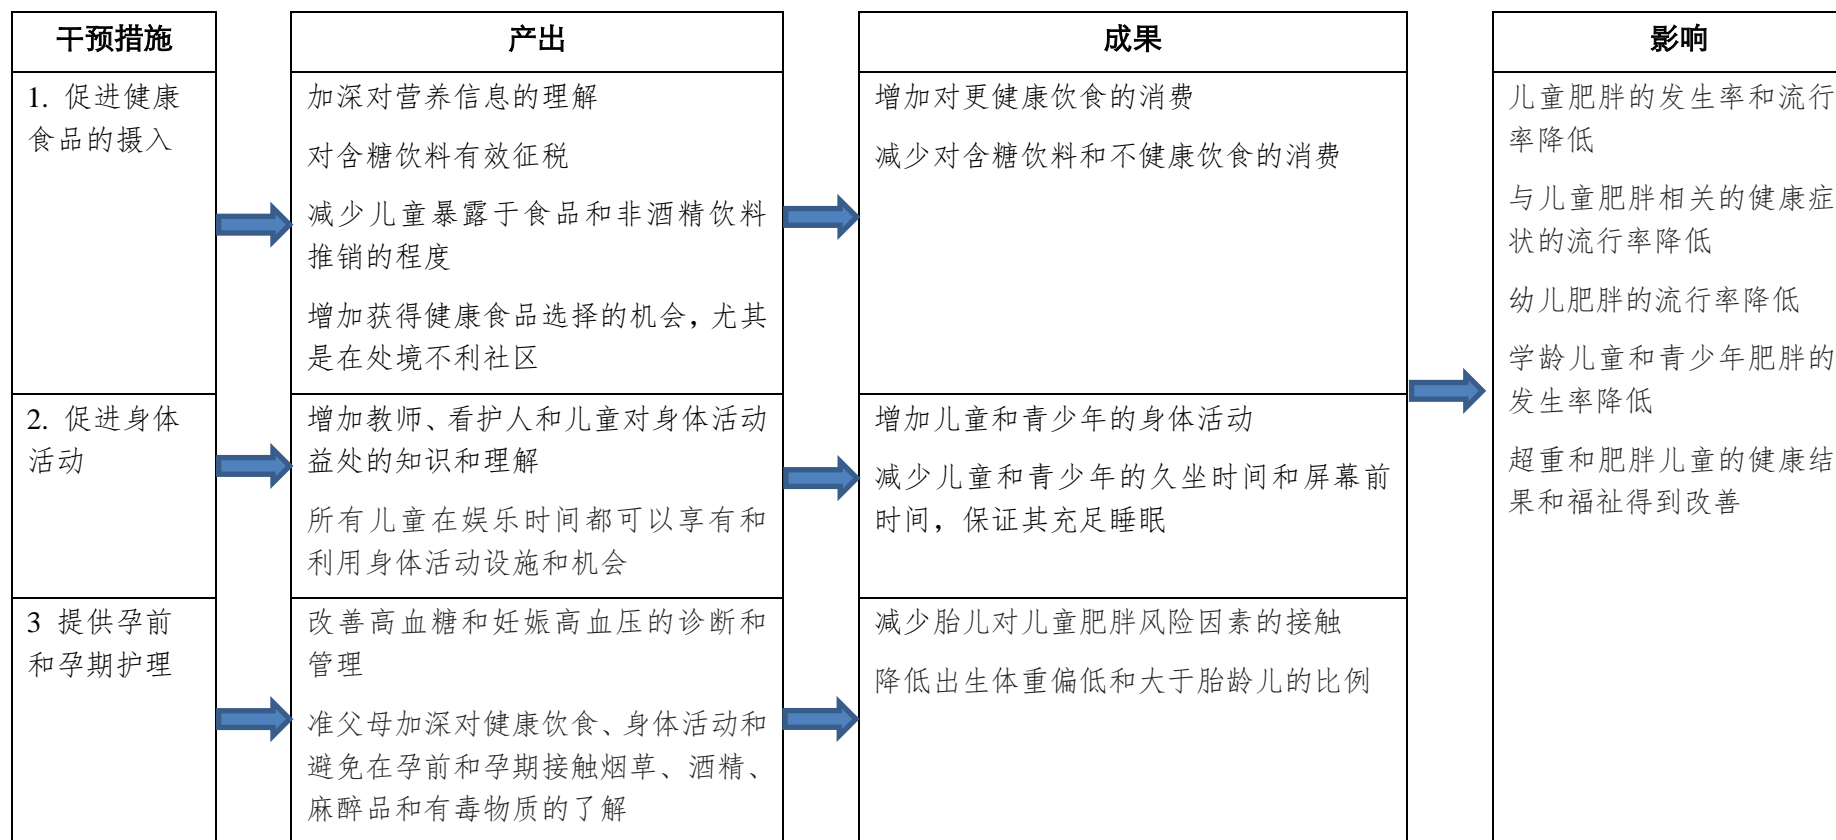 干预措施
产出
成果
影响
1. 促进健康
食品的摄入
加深对营养信息的理解
对含糖饮料有效征税
减少儿童暴露于食品和非酒精饮料
推销的程度
增加获得健康食品选择的机会，尤其
是在处境不利社区
增加对更健康饮食的消费
减少对含糖饮料和不健康饮食的消费
2. 促进身体
活动
增加教师、看护人和儿童对身体活动
益处的知识和理解
所有儿童在娱乐时间都可以享有和
利用身体活动设施和机会
增加儿童和青少年的身体活动
减少儿童和青少年的久坐时间和屏幕前
时间，保证其充足睡眠
3 提供孕前
和孕期护理
改善高血糖和妊娠高血压的诊断和
管理
准父母加深对健康饮食、身体活动和
避免在孕前和孕期接触烟草、酒精、
麻醉品和有毒物质的了解
减少胎儿对儿童肥胖风险因素的接触
降低出生体重偏低和大于胎龄儿的比例
儿童肥胖的发生率和流行
率降低
与儿童肥胖相关的健康症
状的流行率降低
幼儿肥胖的流行率降低
学龄儿童和青少年肥胖的
发生率降低
超重和肥胖儿童的健康结
果和福祉得到改善